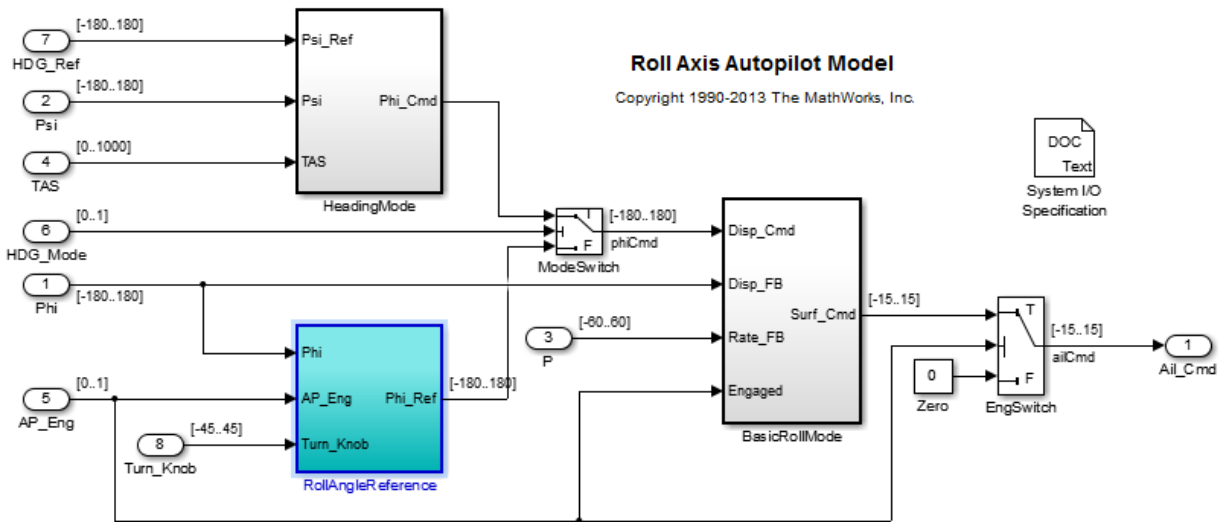 Roll Axis Autopilot Model
Copyright 1990-2013 The MathWorks, Inc.
[-180..180]
7
HDG_Ref
[-180..180]
2
Psi
[0..1000]
4
TAS
Psi_Ref
Psi
TAS
Phi_Cmd
HeadingMode
DOC
Text
System I/O
Specification
[0..1]
6
HDG_Mode
1
Phi
[-180..180]
T
F
ModeSwitch
[-180..180]
phiCmd
[0..1]
5
AP_Eng
[-45..45]
8
Turn_Knob
Phi
AP_Eng
Turn_Knob
Phi_Ref
RollAngleReference
[-180..180]
[-60..60]
3
P
Disp_Cmd
Disp_FB
Rate_FB
Engaged
Surf_Cmd
BasicRollMode
[-15..15]
0
Zero
T
F
EngSwitch
[-15..15]
ailCmd
1
Ail_Cmd